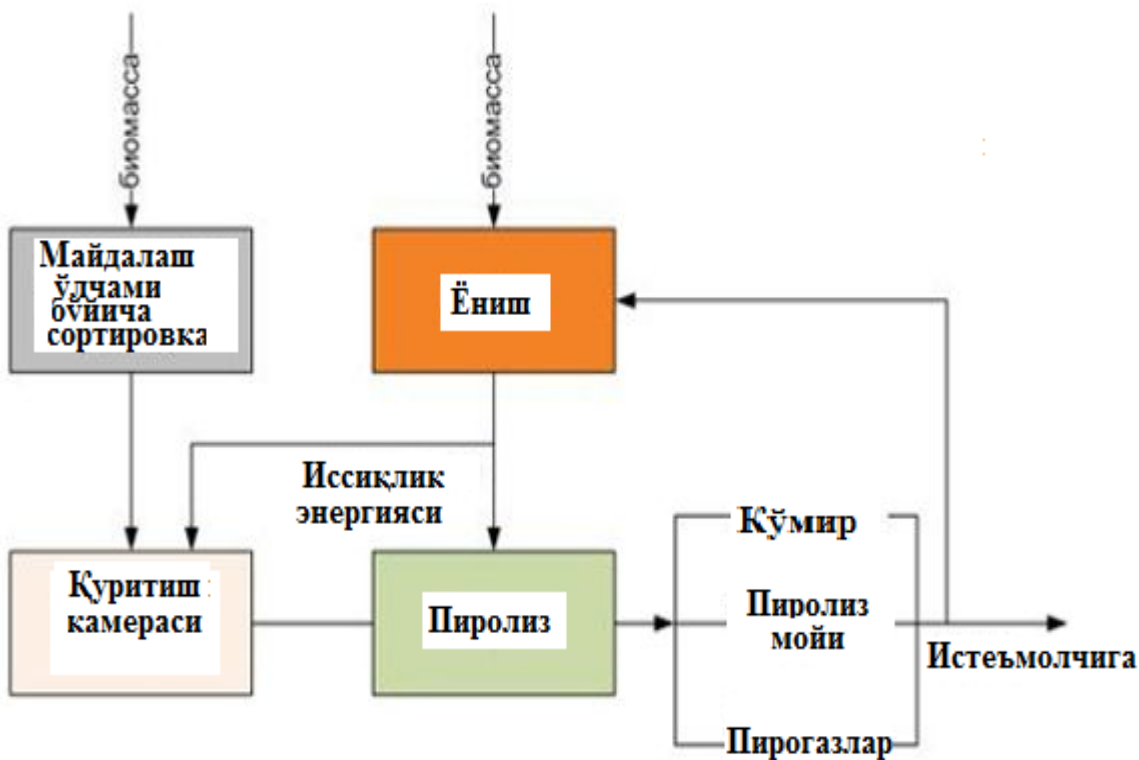 биомасса
биомасса
Майдалаш
ўлчами
бўйича
сортировка
Ёниш
Иссиқлик
энергияси
Қуритиш
камераси
Пиролиз
Кўмир
Пиролиз
мойи
Пирогазлар
Истеъмолчига